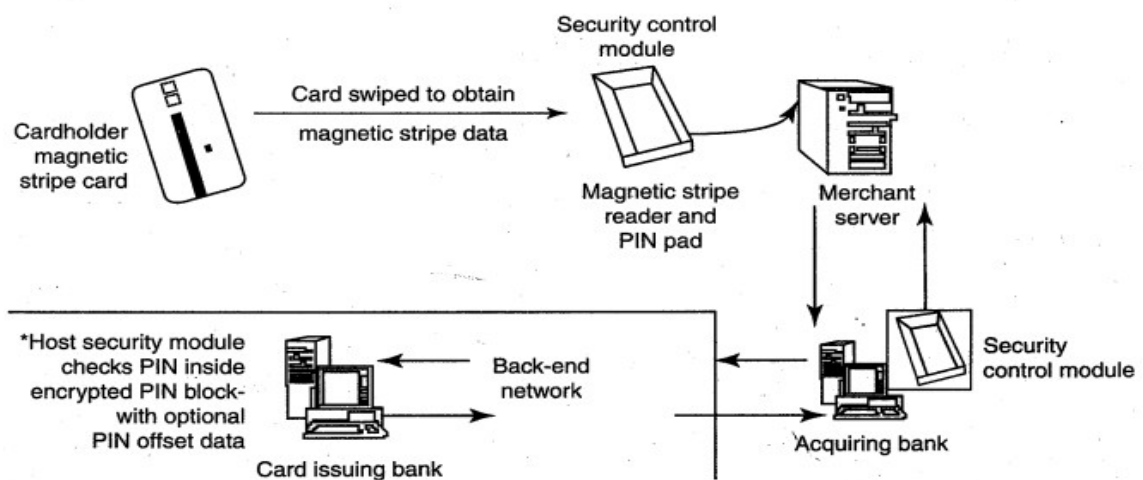 Security control
module
Card swiped to obtain
magnetic stripe data
Cardholder
magnetic
stripe card
Magnetic stripe
reader and
PIN pad
Merchant
server
*Host security module
checks PIN inside
encrypted PIN block-
with optional
PIN offset data
Back-end
network
Security
control module
Card issuing bank
Acquiring bank